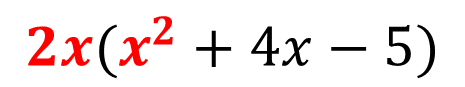 2x(x² + 4x − 5)